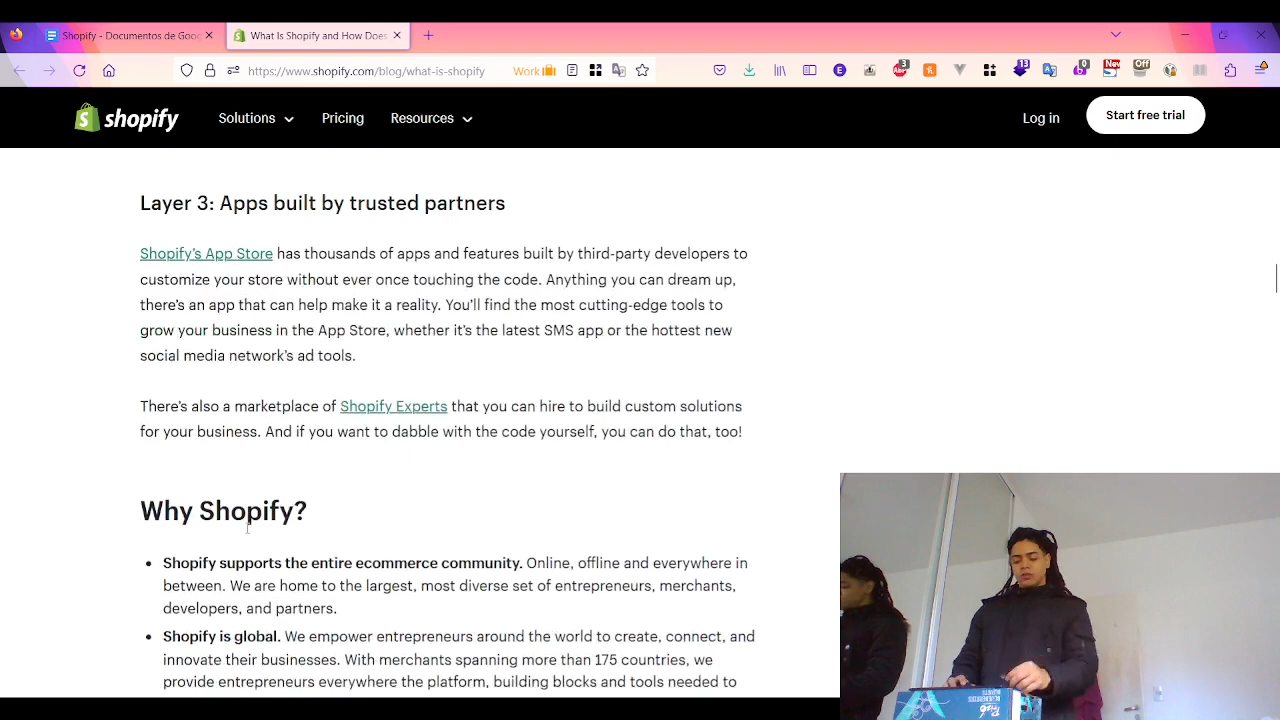 Shopify - Documentos de Goo
What Is Shopify and How Does
https://www.shopify.com/blog/what-is-shopify
Work
3
13
0
New
Off
shopify
Solutions
Pricing
Resources
Log in
Start free trial
Layer 3: Apps built by trusted partners
Shopify's App Store has thousands of apps and features built by third-party developers to
customize your store without ever once touching the code. Anything you can dream up,
there's an app that can help make it a reality. You'll find the most cutting-edge tools to
grow your business in the App Store, whether it's the latest SMS app or the hottest new
social media network's ad tools.
There's also a marketplace of Shopify Experts that you can hire to build custom solutions
for your business. And if you want to dabble with the code yourself, you can do that, too!
Why Shopify?
• Shopify supports the entire ecommerce community. Online, offline and everywhere in
between. We are home to the largest, most diverse set of entrepreneurs, merchants,
developers, and partners.
• Shopify is global. We empower entrepreneurs around the world to create, connect, and
innovate their businesses. With merchants spanning more than 175 countries, we
provide entrepreneurs everywhere the platform, building blocks and tools needed to